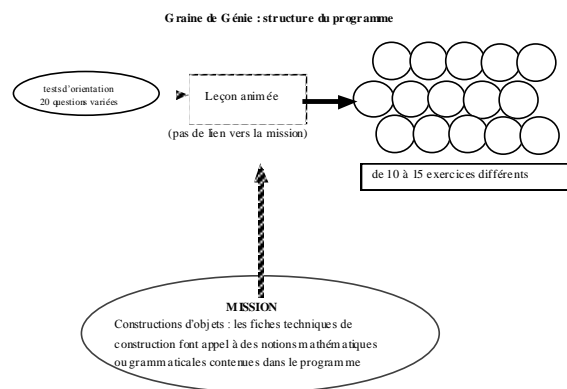 Graine de Génie : structure du programme
tests d'orientation
20 questions variées
Leçon animée
(pas de lien vers la mission)
de 10 à 15 exercices différents
MISSION
Constructions d'objets : les fiches techniques de
construction font appel à des notions mathématiques
ou grammaticales contenues dans le programme